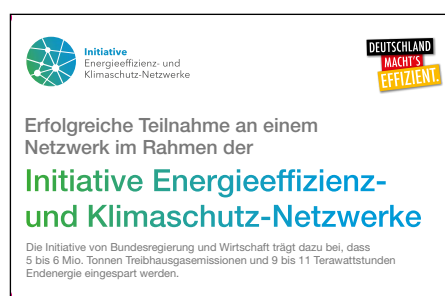 Initiative
Energieeffizienz- und
Klimaschutz-Netzwerke
DEUTSCHLAND
MACHT'S
EFFIZIENT.
Erfolgreiche Teilnahme an einem
Netzwerk im Rahmen der
Initiative Energieeffizienz-
und Klimaschutz-Netzwerke
Die Initiative von Bundesregierung und Wirtschaft trägt dazu bei, dass
5 bis 6 Mio. Tonnen Treibhausgasemissionen und 9 bis 11 Terawattstunden
Endenergie eingespart werden.